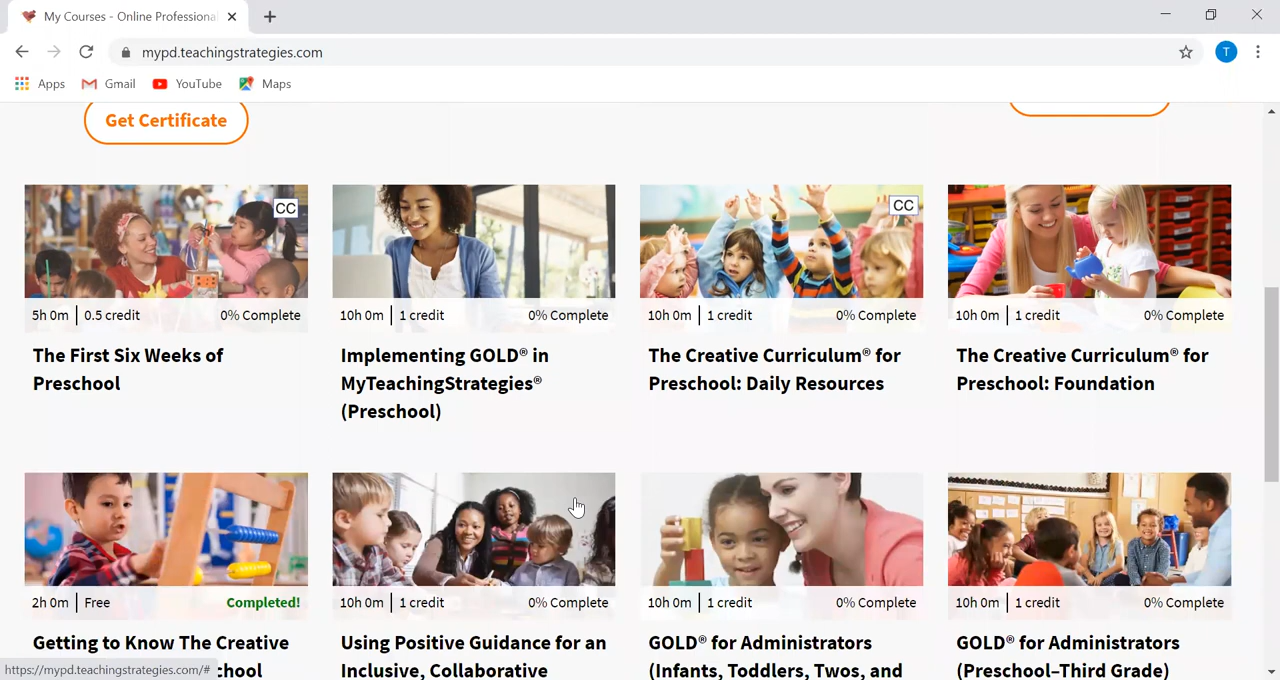 My Courses - Online Professiona
mypd.teachingstrategies.com
T
Apps
Gmail
YouTube
Maps
Get Certificate
CC
CC
5h 0m | 0.5 credit 0% Complete
10h 0m | 1 credit 0% Complete
10h 0m | 1 credit 0% Complete
10h 0m | 1 credit 0% Complete
The First Six Weeks of
Preschool
Implementing GOLD® in
MyTeachingStrategies®
(Preschool)
The Creative Curriculum® for
Preschool: Daily Resources
The Creative Curriculum® for
Preschool: Foundation
2h 0m | Free Completed!
10h 0m | 1 credit 0% Complete
10h 0m | 1 credit 0% Complete
10h 0m | 1 credit 0% Complete
Getting to Know The Creative
chool
Using Positive Guidance for an
Inclusive, Collaborative
GOLD® for Administrators
(Infants, Toddlers, Twos, and
GOLD® for Administrators
(Preschool–Third Grade)
https://mypd.teachingstrategies.com/#